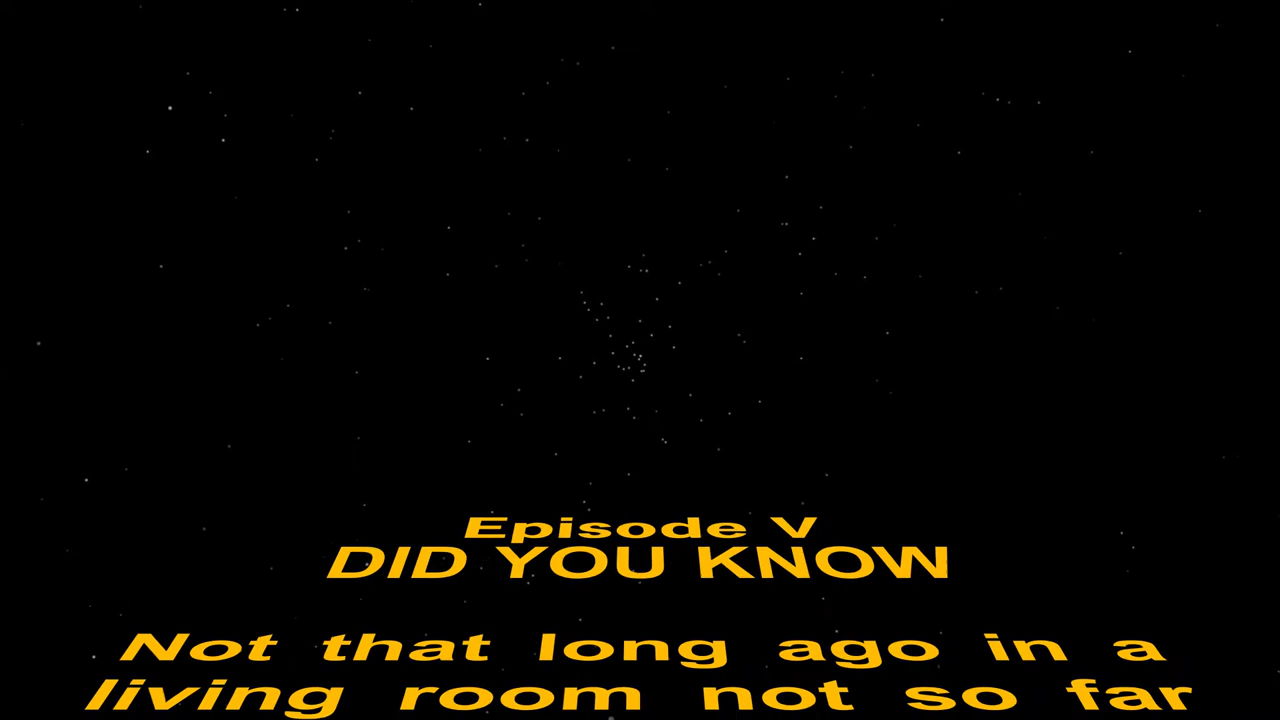 Episode V
DID YOU KNOW
Not that long ago in a
living room not so far